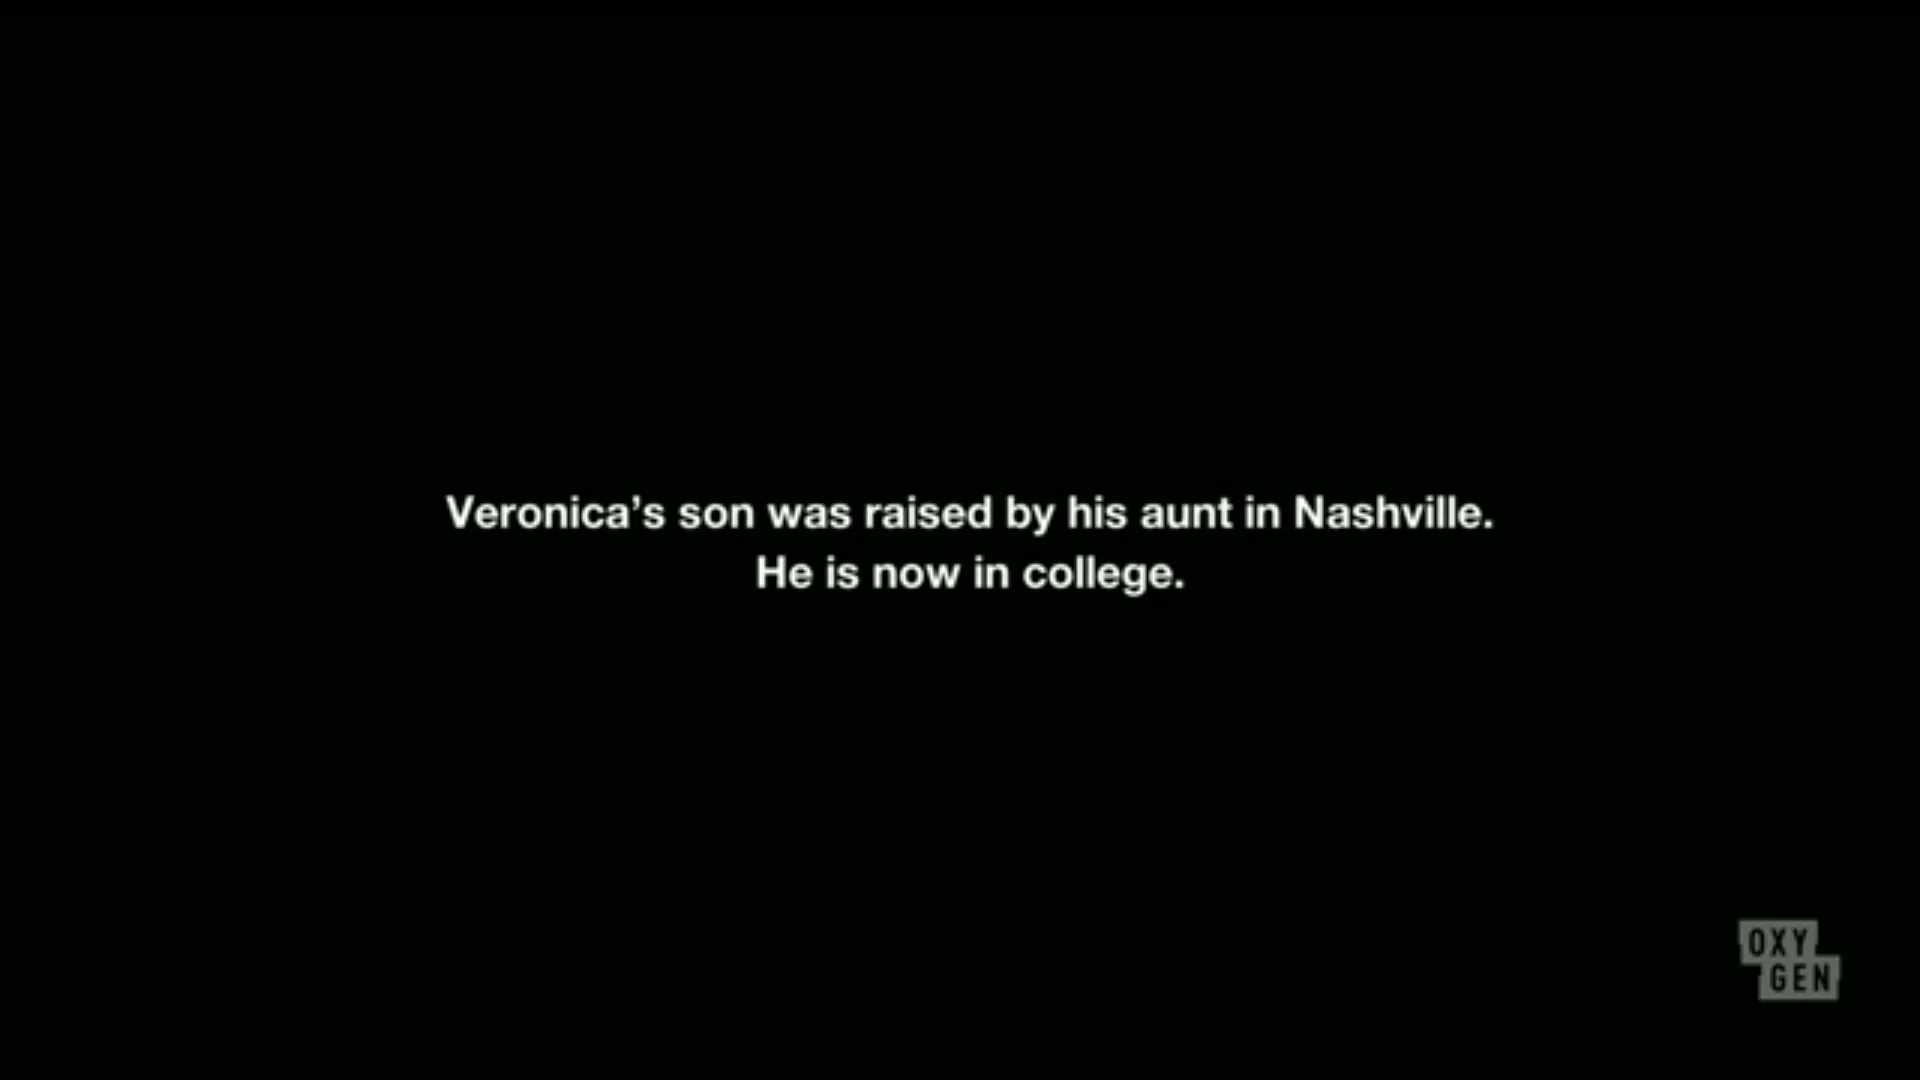 Veronica’s son was raised by his aunt in Nashville.
He is now in college.
OXY
GEN